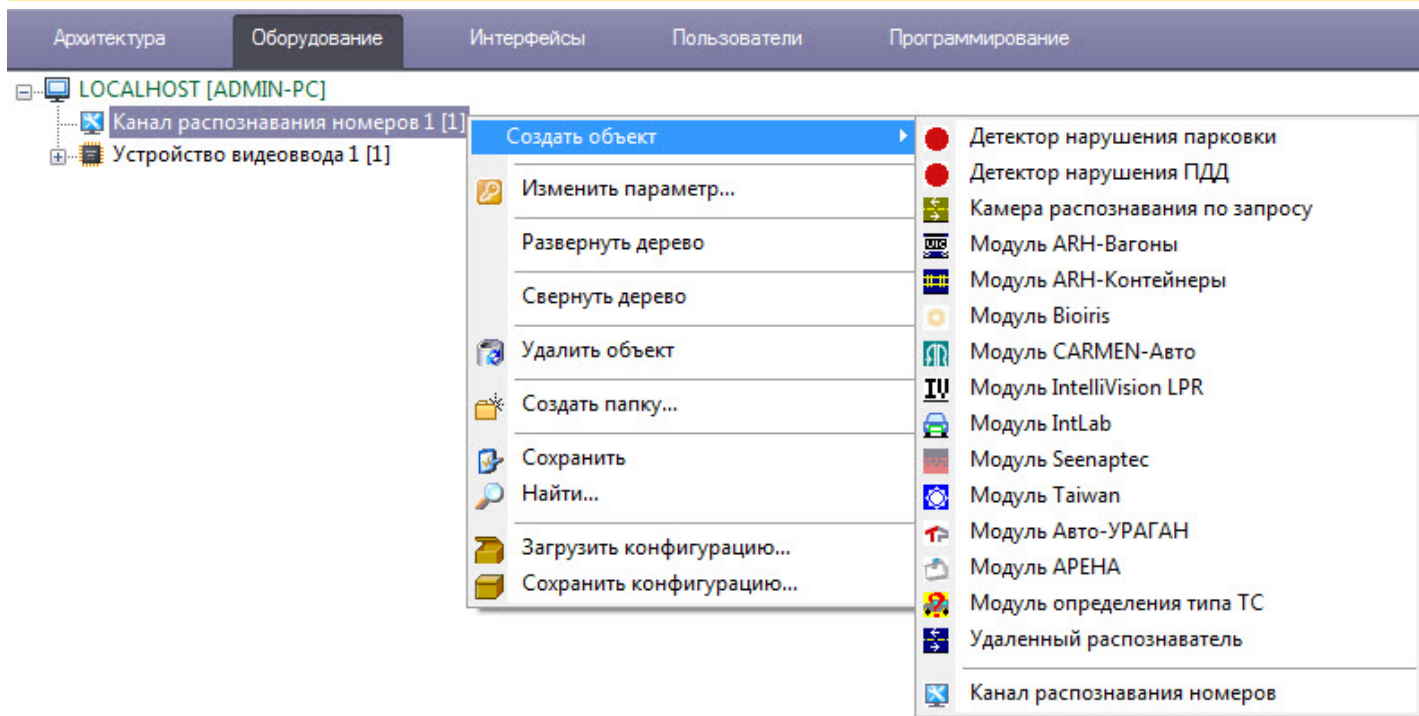 Архитектура Оборудование Интерфейсы Пользователи Программирование
LOCALHOST [ADMIN-PC]
Канал распознавания номеров 1 [1]
Устройство видеоввода 1 [1]
Создать объект
Изменить параметр...
Развернуть дерево
Свернуть дерево
Удалить объект
Создать папку...
Сохранить
Найти...
Загрузить конфигурацию...
Сохранить конфигурацию...
Детектор нарушения парковки
Детектор нарушения ПДД
Камера распознавания по запросу
Модуль ARH-Вагоны
Модуль ARH-Контейнеры
Модуль Bioiris
Модуль CARMEN-Авто
Модуль IntelliVision LPR
Модуль IntLab
Модуль Seenaptec
Модуль Taiwan
Модуль Авто-УРАГАН
Модуль АРЕНА
Модуль определения типа ТС
Удаленный распознаватель
Канал распознавания номеров